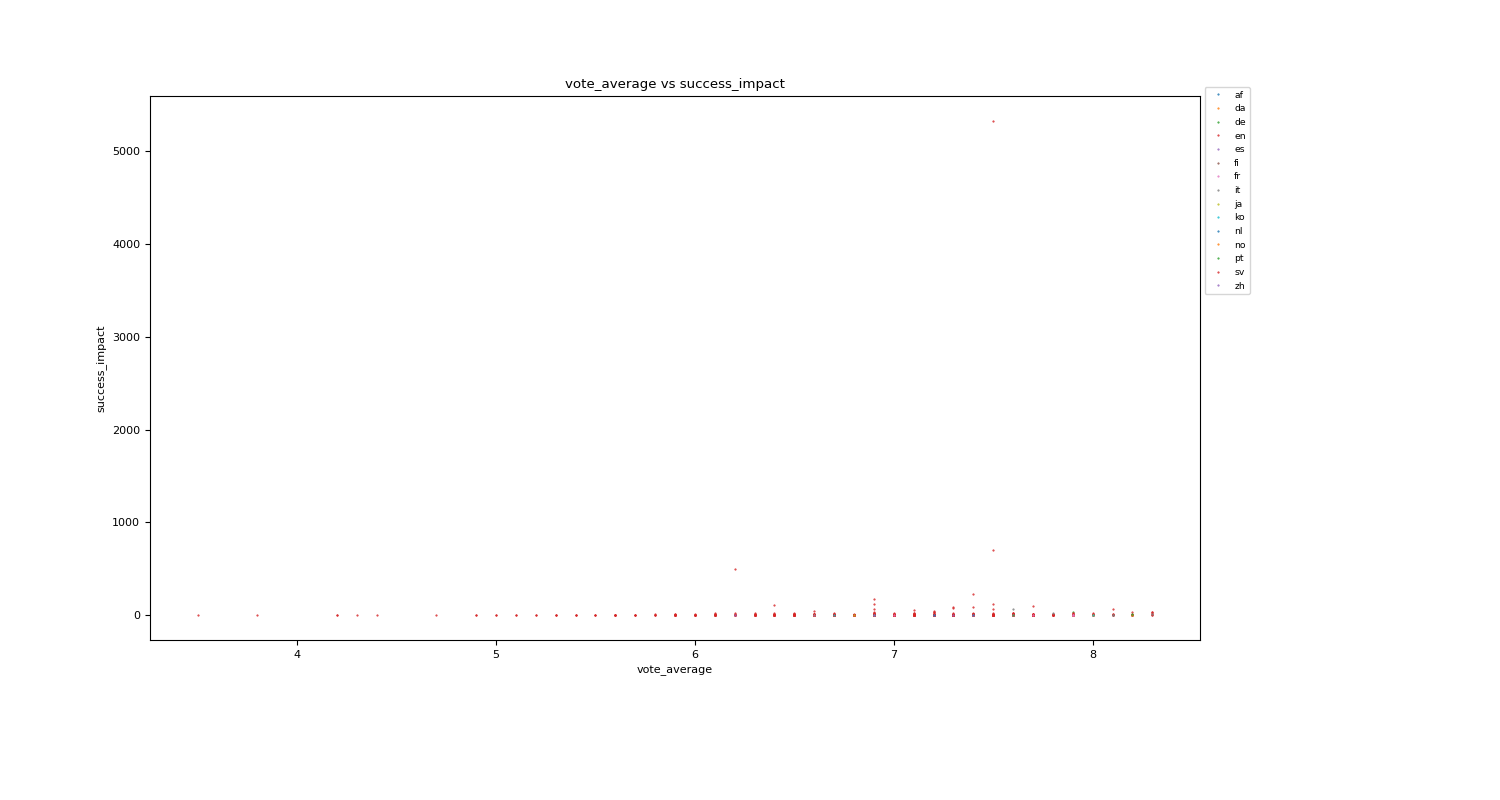 vote_average vs success_impact
af
da
de
en
es
fi
fr
it
ja
ko
nl
no
pt
sv
zh
5000
4000
3000
2000
1000
0
success_impact
4 5 6 7 8
vote_average